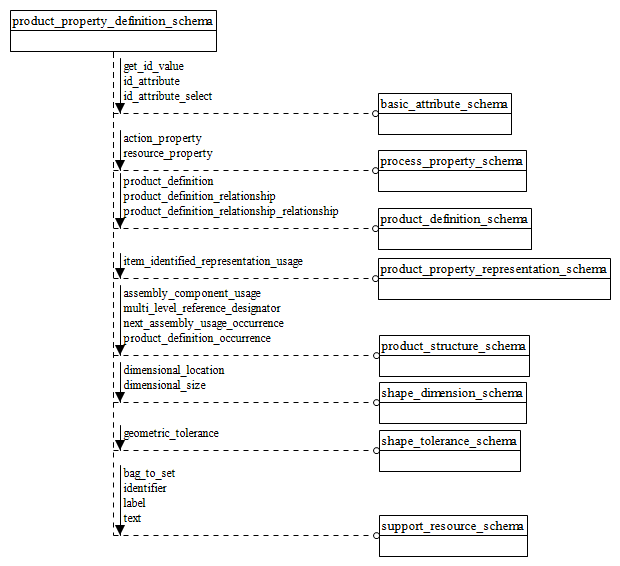 product_property_definition_schema
get_id_value
id_attribute
id_attribute_select
basic_attribute_schema
action_property
resource_property
process_property_schema
product_definition
product_definition_relationship
product_definition_relationship_relationship
product_definition_schema
item_identified_representation_usage
product_property_representation_schema
assembly_component_usage
multi_level_reference_designator
next_assembly_usage_occurrence
product_definition_occurrence
product_structure_schema
dimensional_location
dimensional_size
shape_dimension_schema
geometric_tolerance
shape_tolerance_schema
bag_to_set
identifier
label
text
support_resource_schema